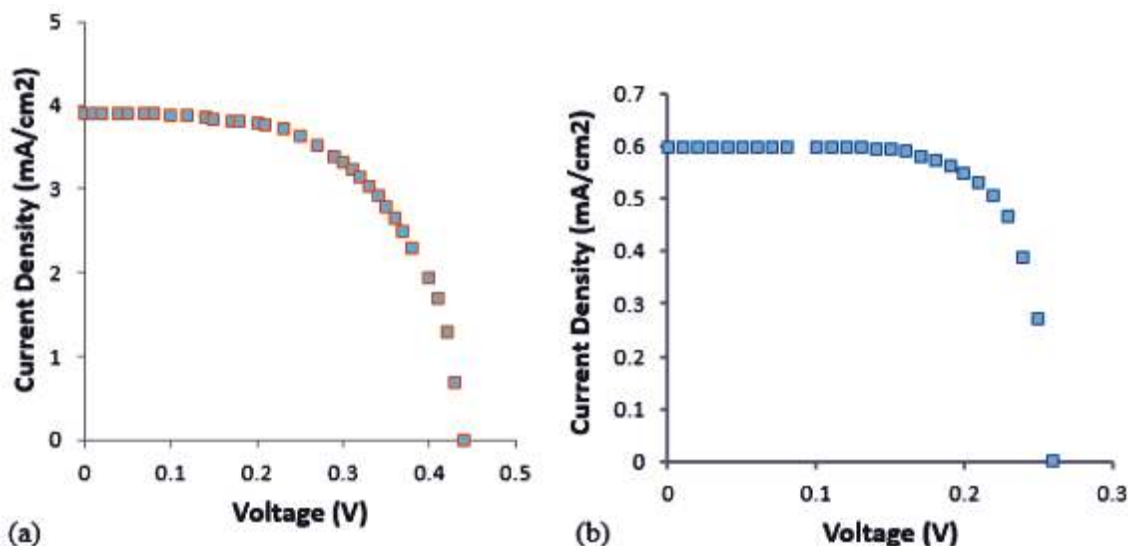 Current Density (mA/cm2)
5
4
3
2
1
0
0 0.1 0.2 0.3 0.4 0.5
Voltage (V)
(a)
Current Density (mA/cm2)
0.7
0.6
0.5
0.4
0.3
0.2
0.1
0
0 0.1 0.2 0.3
Voltage (V)
(b)